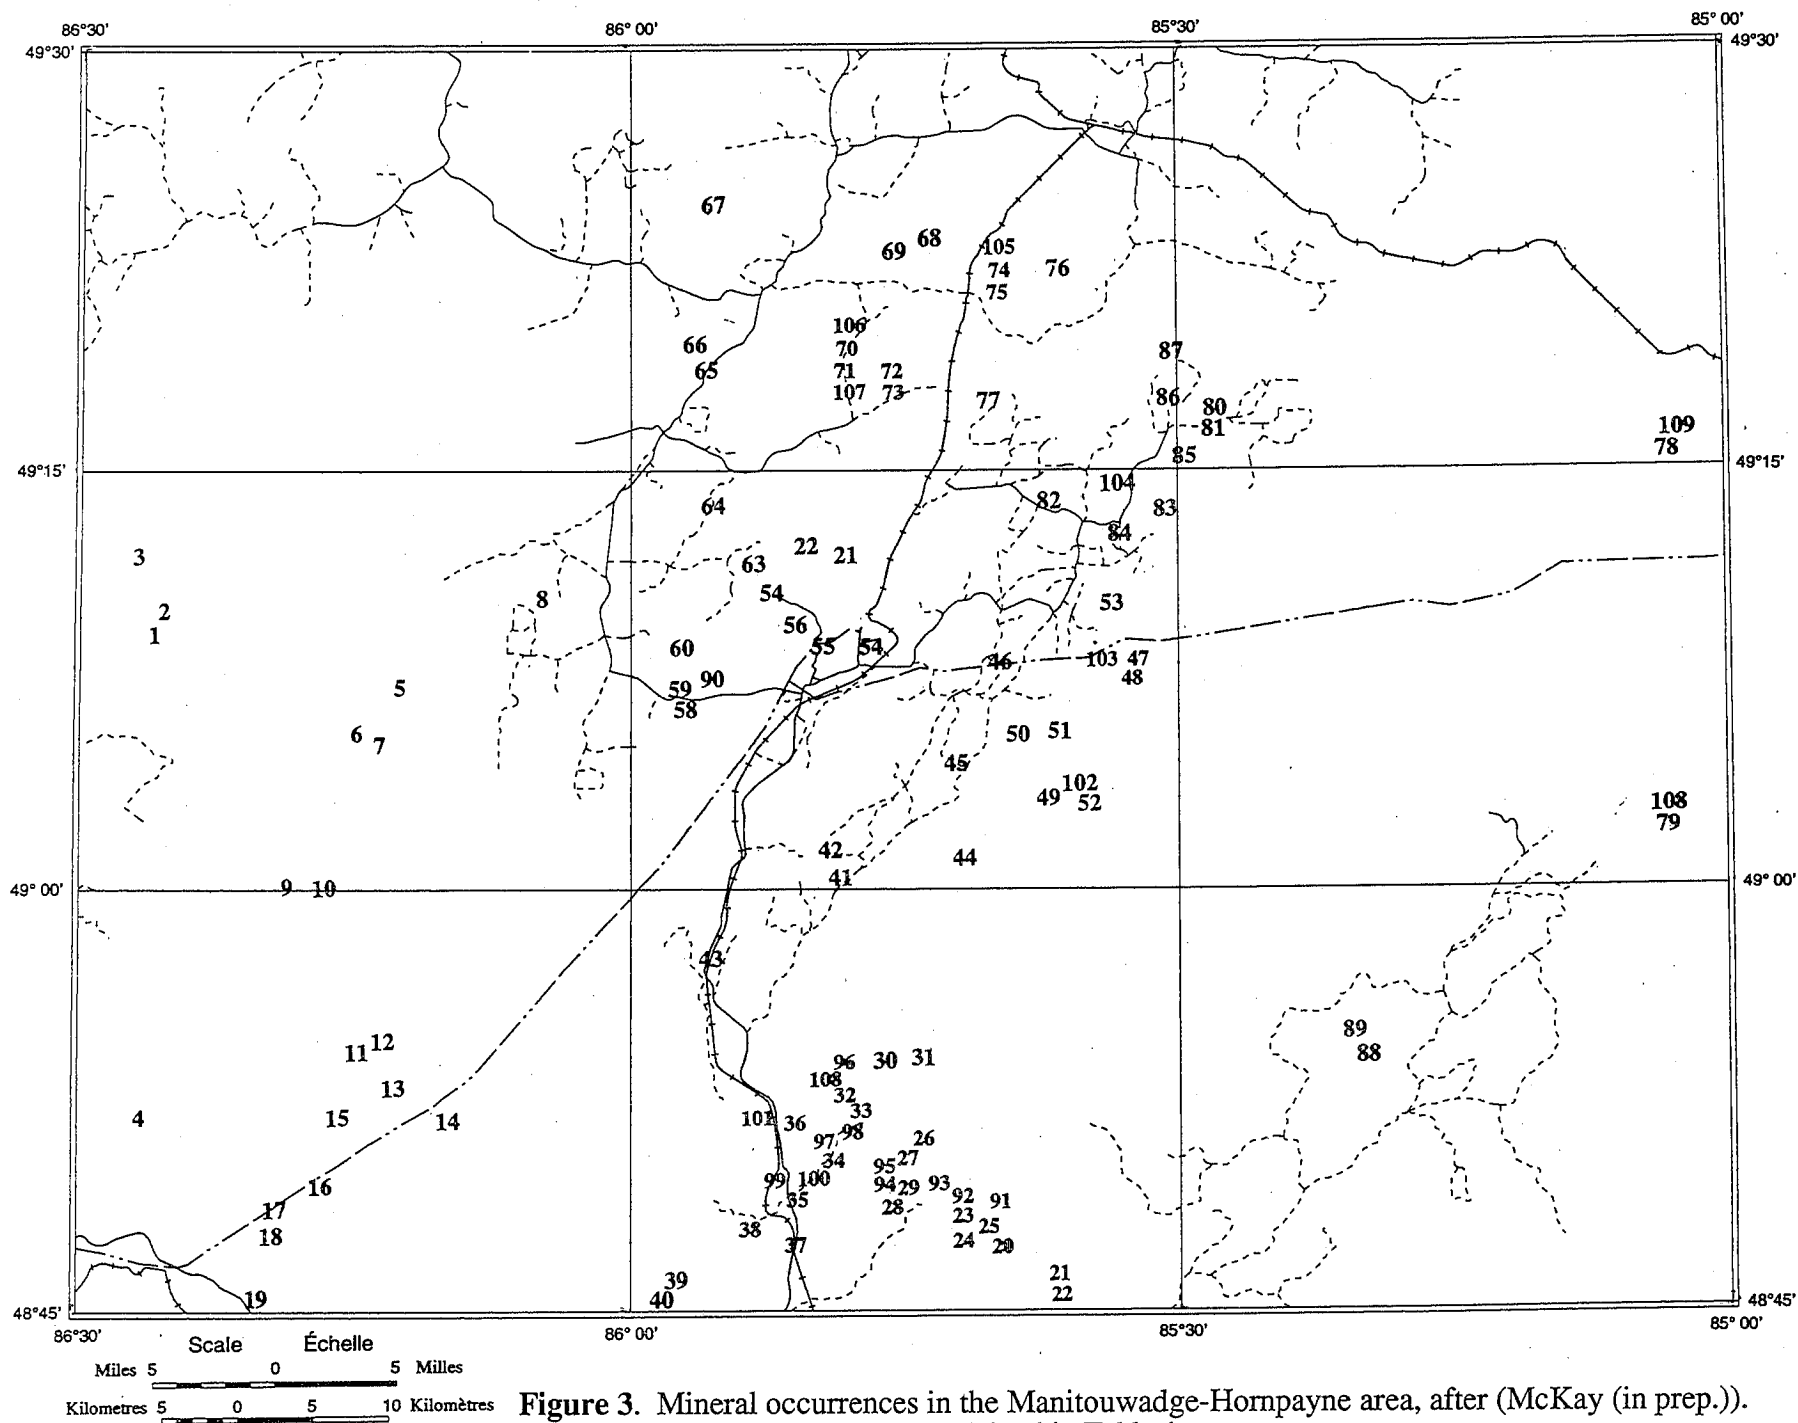 86°30' 86° 00' 85°30' 85° 00'
49°30' 49°30'
67
69 68 105
74 76
75
106
66 70 87
65 71 72
107 73 77 86 80
81 109
85 78
49°15' 49°15'
104
64 82 83
84
3 22 21
63
8 54 53
2
1 56
60 55 54
46 103 47
48
5 59 90
58
6 7 50 51
45
102
49 52 108
79
42 44
41
49° 00' 9 10 49° 00'
43
89
12 88
11 96 30 31
108
13 32
33
4 15 14 101 36
98
97 26
34 27
95
16 99 100 94 29 93
35 92 91
28
17 38 23 25
18 37 24 20
39 21
19 40 22
48°45' 48°45'
86°30' 86° 00' 85°30' 85° 00'
Scale Échelle
Miles 5 0 5 Milles
Kilometres 5 0 5 10 Kilomètres
Figure 3. Mineral occurrences in the Manitouwadge-Hornpayne area, after (McKay (in prep.)).